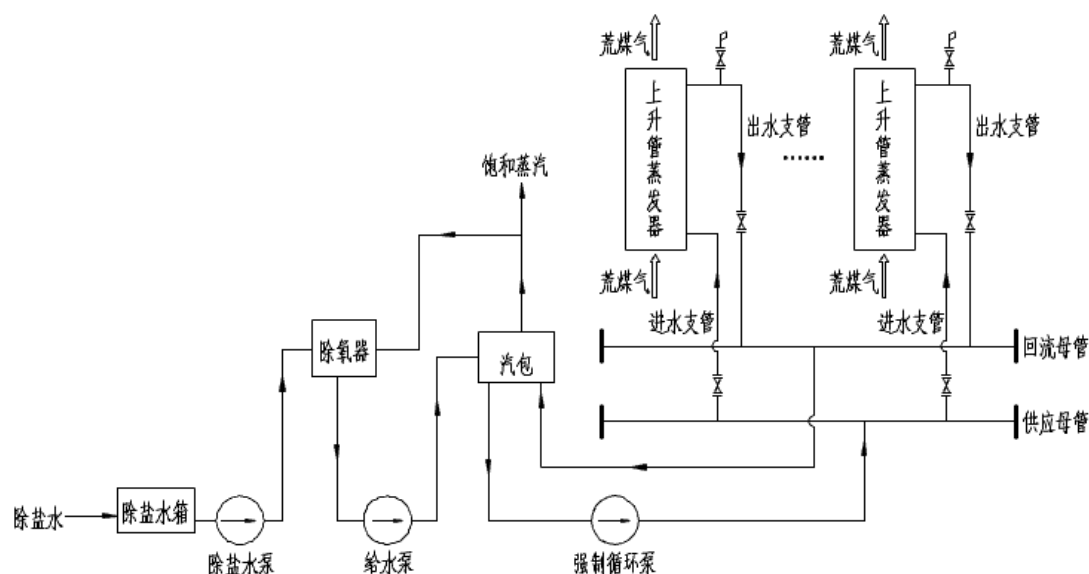 荒煤气
荒煤气
上升管蒸发器
上升管蒸发器
出水支管
出水支管
饱和蒸汽
荒煤气
荒煤气
进水支管
进水支管
除氧器
汽包
回流母管
供应母管
除盐水
除盐水箱
除盐水泵
给水泵
强制循环泵